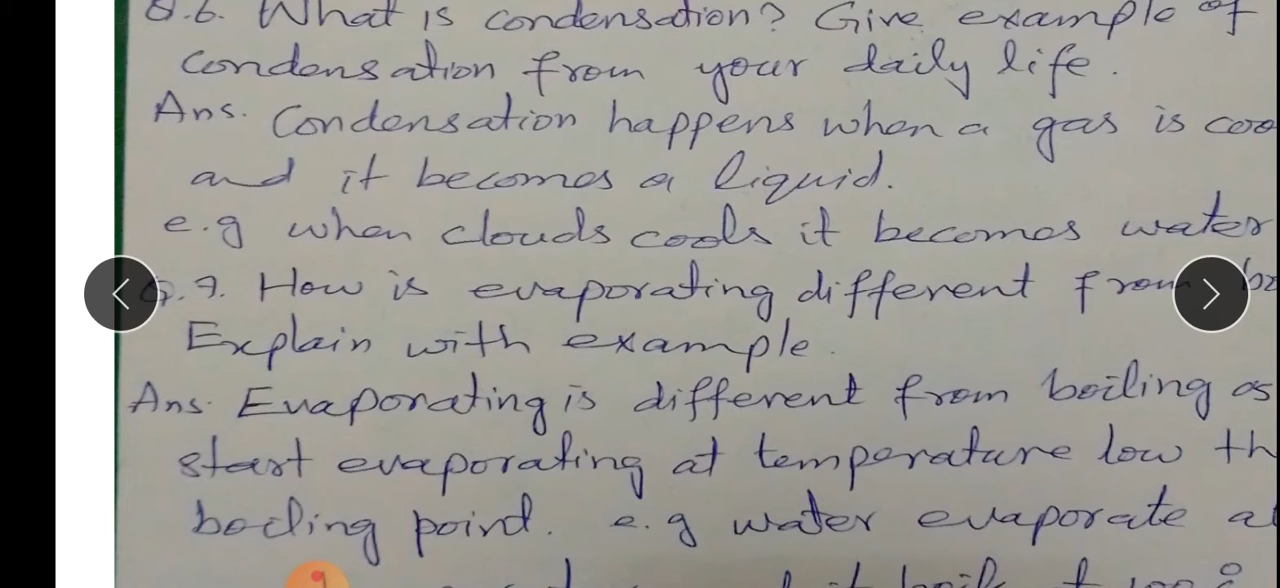 Q.6. What is condensation? Give example of
condensation from your daily life.
Ans. Condensation happens when a gas is coo
and it becomes a liquid.
e.g when clouds cools it becomes water
Q.7. How is evaporating different from bo
Explain with example.
Ans. Evaporating is different from boiling as
start evaporating at temperature low th
boiling point. e.g water evaporate a